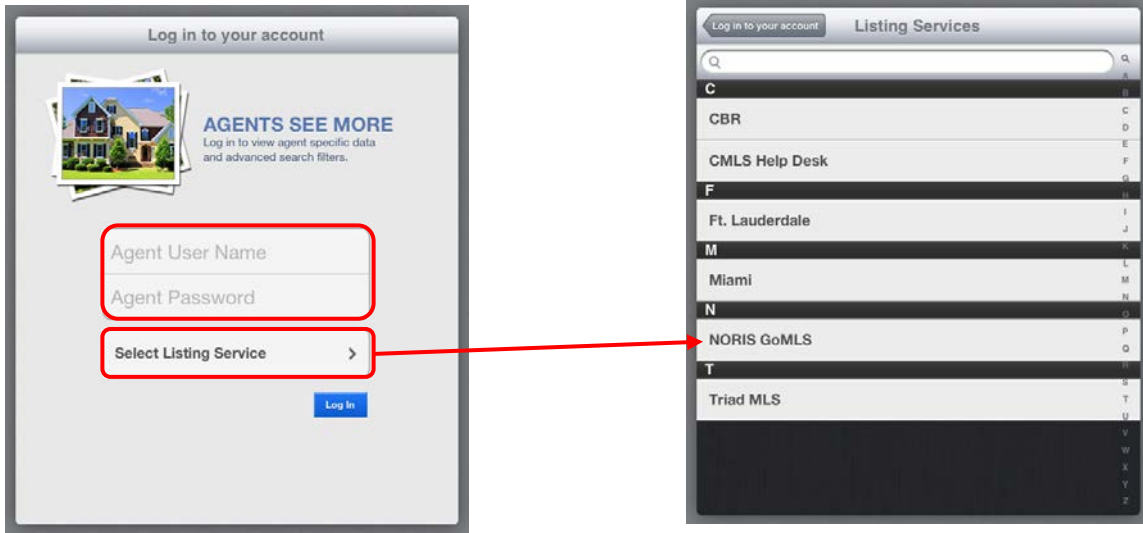 Log in to your account
AGENTS SEE MORE
Log in to view agent specific data
and advanced search filters.
Agent User Name
Agent Password
Select Listing Service
Log In
Log in to your account
Listing Services
C
CBR
CMLS Help Desk
F
Ft. Lauderdale
M
Miami
N
NORIS GoMLS
T
Triad MLS
A
B
C
D
E
F
G
H
I
J
K
L
M
N
O
P
Q
R
S
T
U
V
W
X
Y
Z